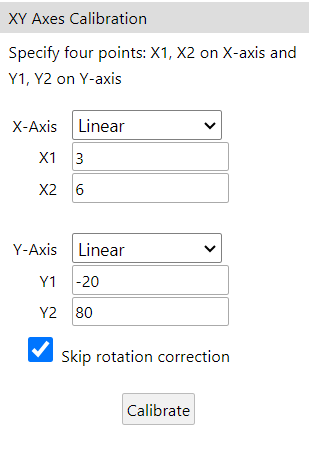 XY Axes Calibration
Specify four points: X1, X2 on X-axis and
Y1, Y2 on Y-axis
X-Axis Linear
X1 3
X2 6
Y-Axis Linear
Y1 -20
Y2 80
Skip rotation correction
Calibrate